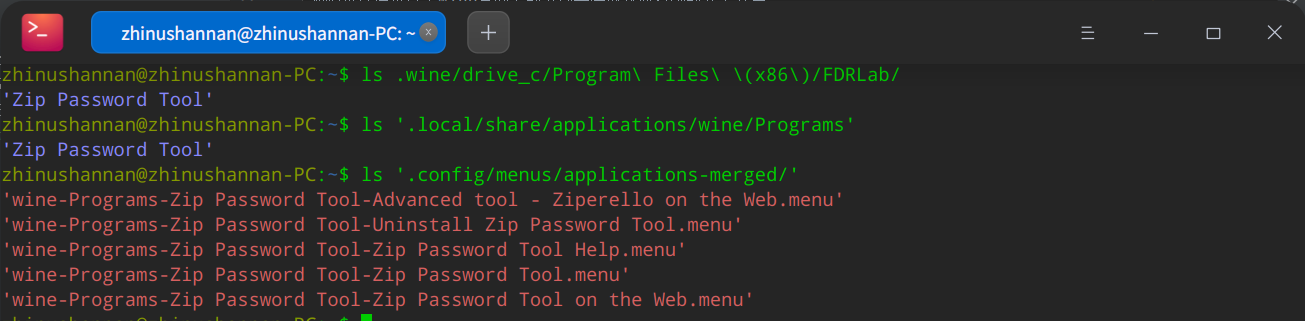 zhinushannan@zhinushannan-PC: ~
zhinushannan@zhinushannan-PC:~$ ls .wine/drive_c/Program\ Files\ \(x86\)/FDRLab/
'Zip Password Tool'
zhinushannan@zhinushannan-PC:~$ ls '.local/share/applications/wine/Programs'
'Zip Password Tool'
zhinushannan@zhinushannan-PC:~$ ls '.config/menus/applications-merged/'
'wine-Programs-Zip Password Tool-Advanced tool - Ziperello on the Web.menu'
'wine-Programs-Zip Password Tool-Uninstall Zip Password Tool.menu'
'wine-Programs-Zip Password Tool-Zip Password Tool Help.menu'
'wine-Programs-Zip Password Tool-Zip Password Tool.menu'
'wine-Programs-Zip Password Tool-Zip Password Tool on the Web.menu'
zhinushannan@zhinushannan-PC:~$